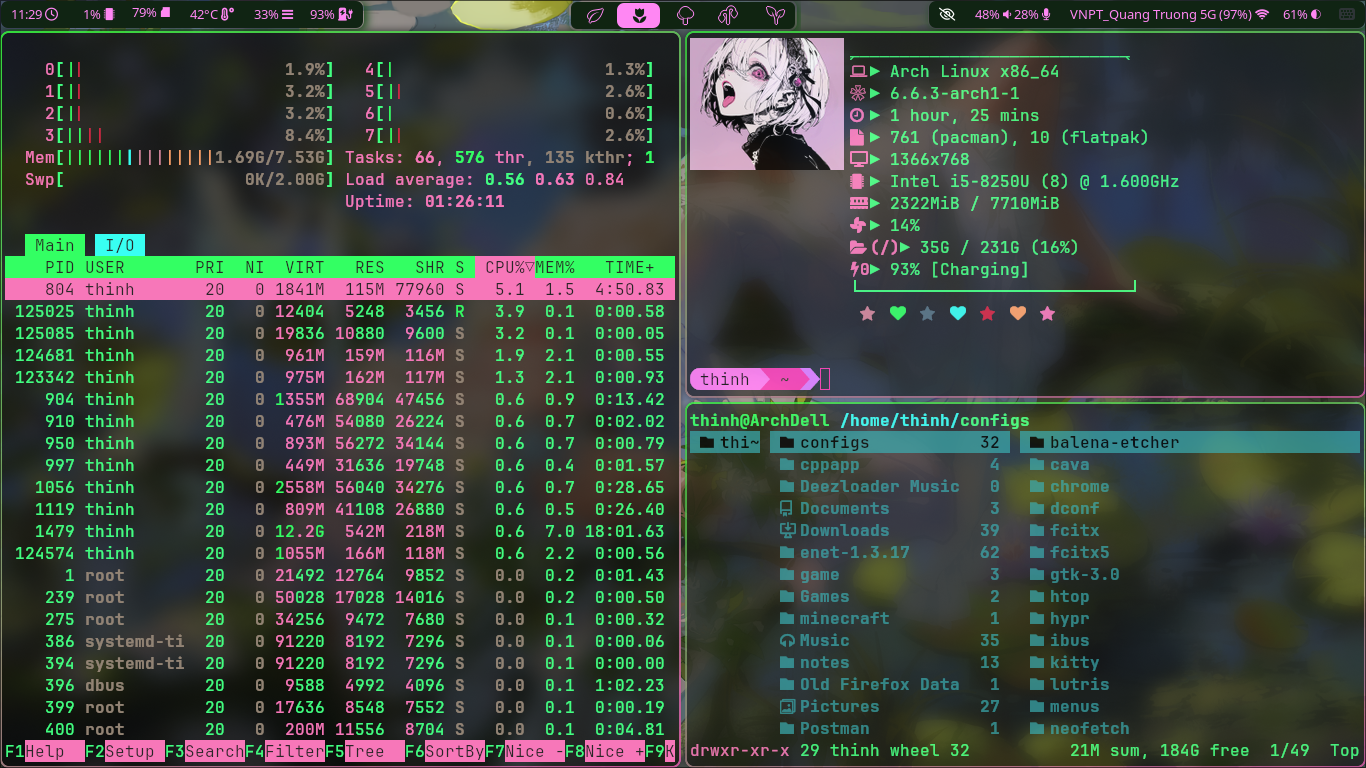 11:29 1% 79% 42°C 33% 93% 48% 28% VNPT_Quang Truong 5G (97%) 61%
0[|| 1.9%] 4[| 1.3%]
1[|| 3.2%] 5[|| 2.6%]
2[|| 3.2%] 6[| 0.6%]
3[|||| 8.4%] 7[|| 2.6%]
Mem[||||||||||||||||1.69G/7.53G] Tasks: 66, 576 thr, 135 kthr; 1
Swp[ 0K/2.00G] Load average: 0.56 0.63 0.84
Uptime: 01:26:11
Main I/O
PID USER PRI NI VIRT RES SHR S CPU%▽MEM% TIME+
804 thinh 20 0 1841M 115M 77960 S 5.1 1.5 4:50.83
125025 thinh 20 0 12404 5248 3456 R 3.9 0.1 0:00.58
125085 thinh 20 0 19836 10880 9600 S 3.2 0.1 0:00.05
124681 thinh 20 0 961M 159M 116M S 1.9 2.1 0:00.55
123342 thinh 20 0 975M 162M 117M S 1.3 2.1 0:00.93
904 thinh 20 0 1355M 68904 47456 S 0.6 0.9 0:13.42
910 thinh 20 0 476M 54080 26224 S 0.6 0.7 0:02.02
950 thinh 20 0 893M 56272 34144 S 0.6 0.7 0:00.79
997 thinh 20 0 449M 31636 19748 S 0.6 0.4 0:01.57
1056 thinh 20 0 2558M 56040 34276 S 0.6 0.7 0:28.65
1119 thinh 20 0 809M 41108 26880 S 0.6 0.5 0:26.40
1479 thinh 20 0 12.2G 542M 218M S 0.6 7.0 18:01.63
124574 thinh 20 0 1055M 166M 118M S 0.6 2.2 0:00.56
1 root 20 0 21492 12764 9852 S 0.0 0.2 0:01.43
239 root 20 0 50028 17028 14016 S 0.0 0.2 0:00.50
275 root 20 0 34256 9472 7680 S 0.0 0.1 0:00.32
386 systemd-ti 20 0 91220 8192 7296 S 0.0 0.1 0:00.06
394 systemd-ti 20 0 91220 8192 7296 S 0.0 0.1 0:00.00
396 dbus 20 0 9588 4992 4096 S 0.0 0.1 1:02.23
399 root 20 0 17636 8548 7552 S 0.0 0.1 0:00.19
400 root 20 0 200M 11556 8704 S 0.0 0.1 0:04.81
F1Help F2Setup F3SearchF4FilterF5Tree F6SortByF7Nice -F8Nice +F9K
Arch Linux x86_64
6.6.3-arch1-1
1 hour, 25 mins
761 (pacman), 10 (flatpak)
1366x768
Intel i5-8250U (8) @ 1.600GHz
2322MiB / 7710MiB
14%
(/) 35G / 231G (16%)
0 93% [Charging]
thinh ~
thinh@ArchDell /home/thinh/configs
thi~ configs 32 balena-etcher
cppapp 4 cava
Deezloader Music 0 chrome
Documents 3 dconf
Downloads 39 fcitx
enet-1.3.17 62 fcitx5
game 3 gtk-3.0
Games 2 htop
minecraft 1 hypr
Music 35 ibus
notes 13 kitty
Old Firefox Data 1 lutris
Pictures 27 menus
Postman 1 neofetch
drwxr-xr-x 29 thinh wheel 32 21M sum, 184G free 1/49 Top